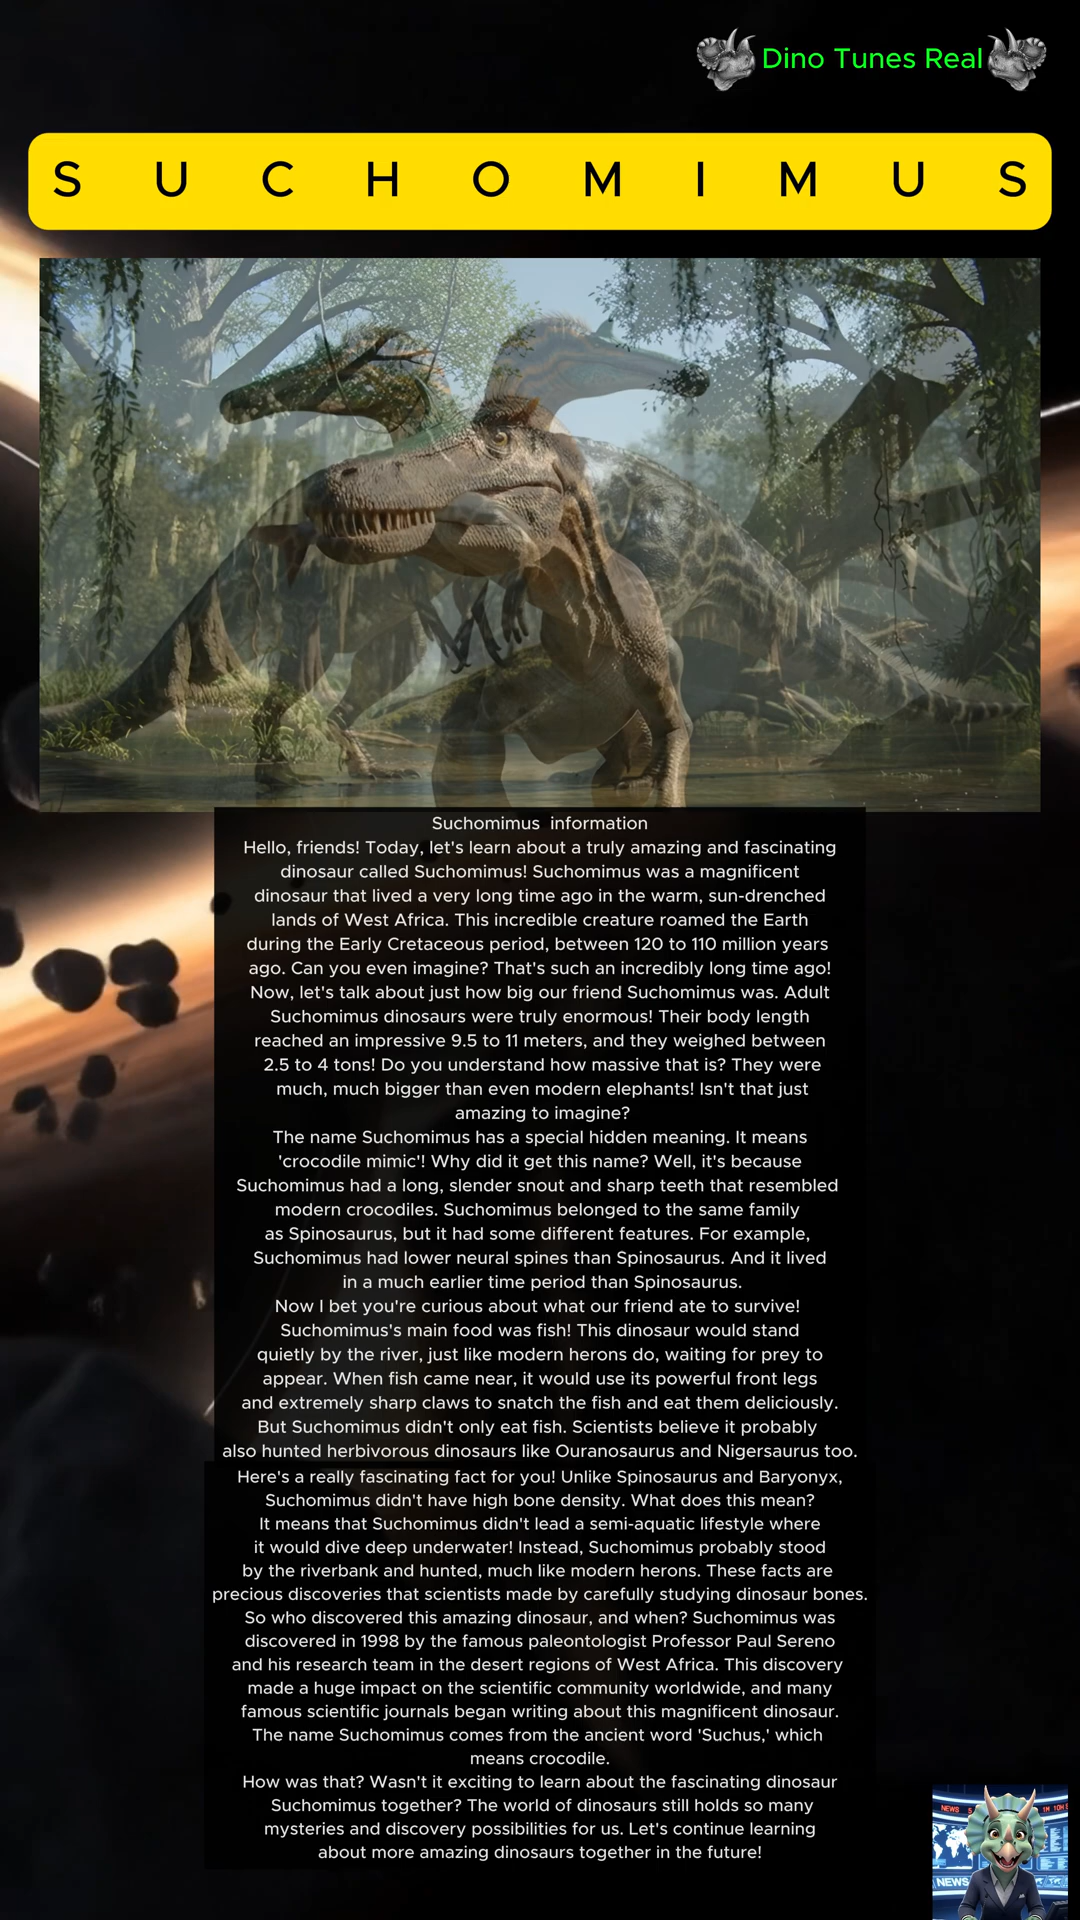 Dino Tunes Real
S U C H O M I M U S
Suchomimus information
Hello, friends! Today, let's learn about a truly amazing and fascinating
dinosaur called Suchomimus! Suchomimus was a magnificent
dinosaur that lived a very long time ago in the warm, sun-drenched
lands of West Africa. This incredible creature roamed the Earth
during the Early Cretaceous period, between 120 to 110 million years
ago. Can you even imagine? That's such an incredibly long time ago!
Now, let's talk about just how big our friend Suchomimus was. Adult
Suchomimus dinosaurs were truly enormous! Their body length
reached an impressive 9.5 to 11 meters, and they weighed between
2.5 to 4 tons! Do you understand how massive that is? They were
much, much bigger than even modern elephants! Isn't that just
amazing to imagine?
The name Suchomimus has a special hidden meaning. It means
'crocodile mimic'! Why did it get this name? Well, it's because
Suchomimus had a long, slender snout and sharp teeth that resembled
modern crocodiles. Suchomimus belonged to the same family
as Spinosaurus, but it had some different features. For example,
Suchomimus had lower neural spines than Spinosaurus. And it lived
in a much earlier time period than Spinosaurus.
Now I bet you're curious about what our friend ate to survive!
Suchomimus's main food was fish! This dinosaur would stand
quietly by the river, just like modern herons do, waiting for prey to
appear. When fish came near, it would use its powerful front legs
and extremely sharp claws to snatch the fish and eat them deliciously.
But Suchomimus didn't only eat fish. Scientists believe it probably
also hunted herbivorous dinosaurs like Ouranosaurus and Nigersaurus too.
Here's a really fascinating fact for you! Unlike Spinosaurus and Baryonyx,
Suchomimus didn't have high bone density. What does this mean?
It means that Suchomimus didn't lead a semi-aquatic lifestyle where
it would dive deep underwater! Instead, Suchomimus probably stood
by the riverbank and hunted, much like modern herons. These facts are
precious discoveries that scientists made by carefully studying dinosaur bones.
So who discovered this amazing dinosaur, and when? Suchomimus was
discovered in 1998 by the famous paleontologist Professor Paul Sereno
and his research team in the desert regions of West Africa. This discovery
made a huge impact on the scientific community worldwide, and many
famous scientific journals began writing about this magnificent dinosaur.
The name Suchomimus comes from the ancient word 'Suchus,' which
means crocodile.
How was that? Wasn't it exciting to learn about the fascinating dinosaur
Suchomimus together? The world of dinosaurs still holds so many
mysteries and discovery possibilities for us. Let's continue learning
about more amazing dinosaurs together in the future!
NEWS
NEWS